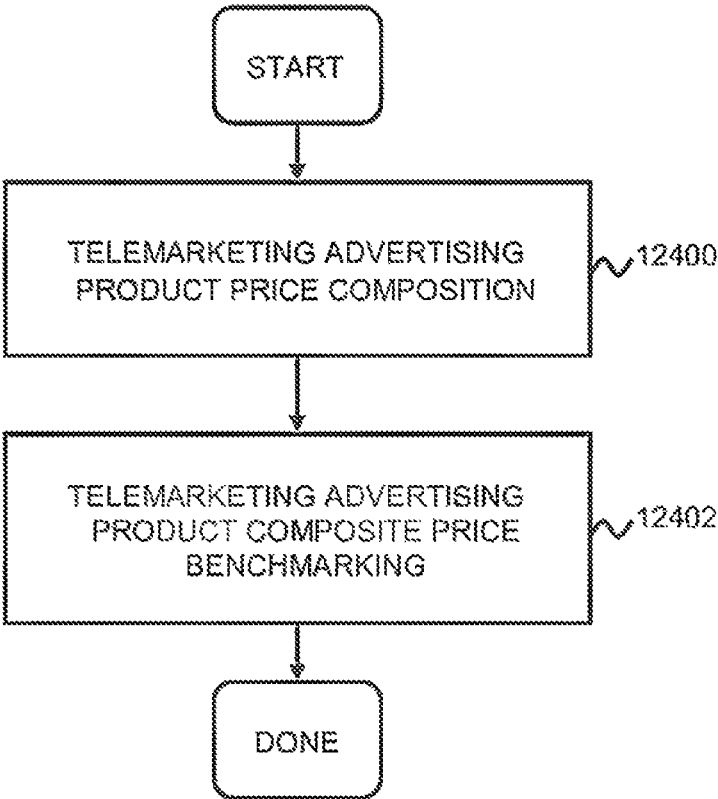 START
TELEMARKETING ADVERTISING
PRODUCT PRICE COMPOSITION
12400
TELEMARKETING ADVERTISING
PRODUCT COMPOSITE PRICE
BENCHMARKING
12402
DONE